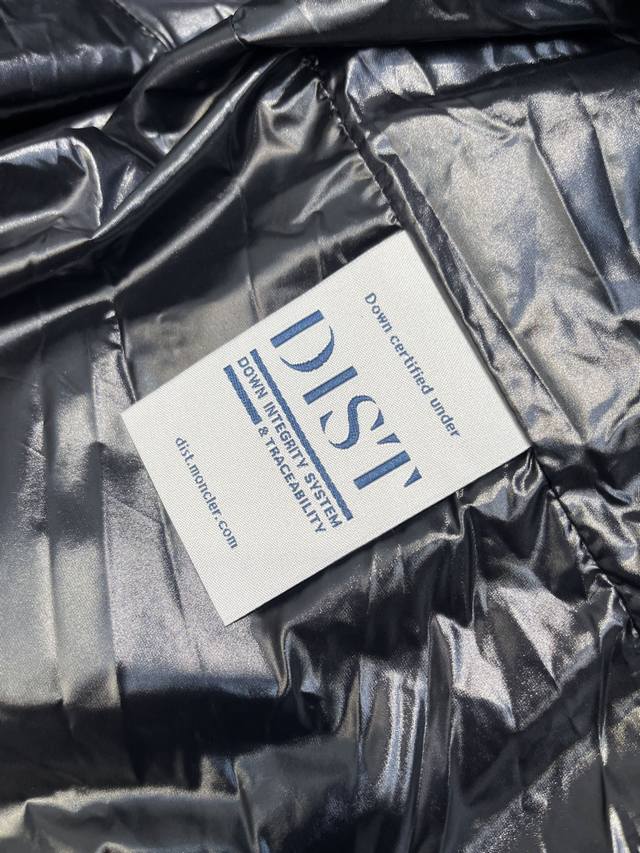 Down certified under
DIST
DOWN INTEGRITY SYSTEM
& TRACEABILITY
dist.moncler.com